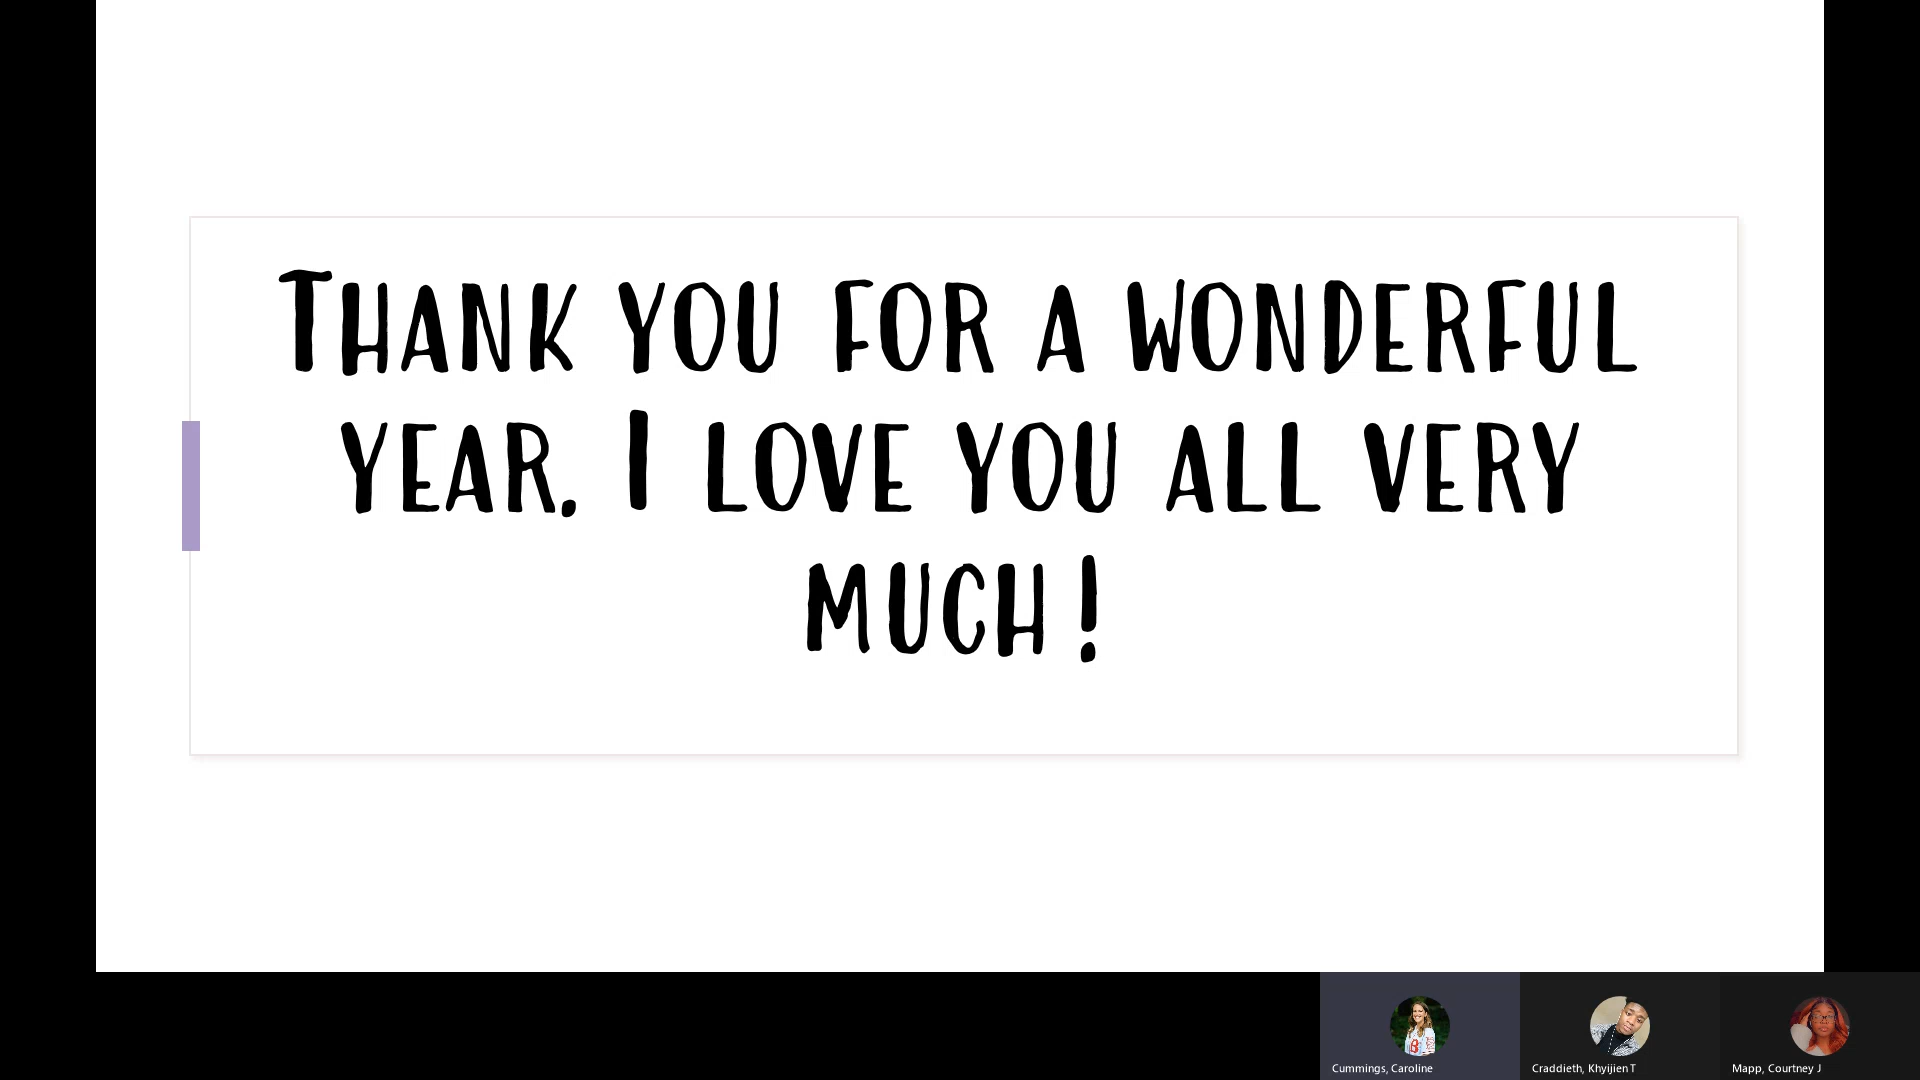 Thank you for a wonderful
year. I love you all very
much!
Cummings, Caroline
Craddieth, Khyijien T
Mapp, Courtney J